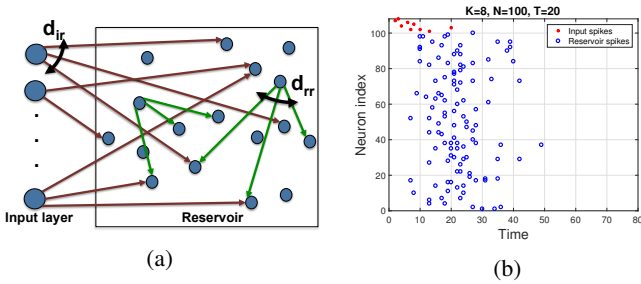 d_ir
d_rr
Input layer
Reservoir
(a)
K=8, N=100, T=20
Input spikes
Reservoir spikes
Neuron index
100
80
60
40
20
0
0 10 20 30 40 50 60 70 80
Time
(b)